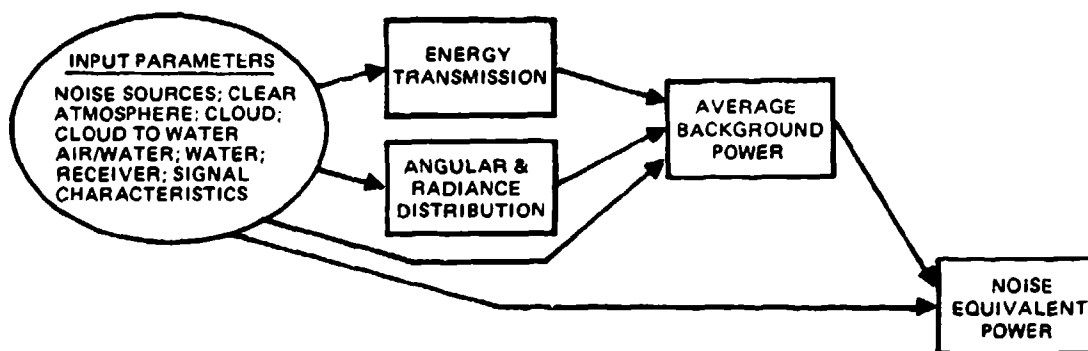 INPUT PARAMETERS
NOISE SOURCES; CLEAR
ATMOSPHERE; CLOUD;
CLOUD TO WATER
AIR/WATER; WATER;
RECEIVER; SIGNAL
CHARACTERISTICS
ENERGY
TRANSMISSION
ANGULAR &
RADIANCE
DISTRIBUTION
AVERAGE
BACKGROUND
POWER
NOISE
EQUIVALENT
POWER